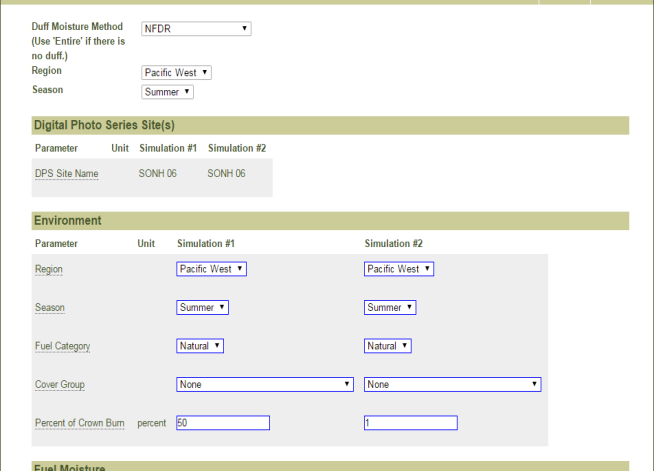 Duff Moisture Method NFDR
(Use 'Entire' if there is
no duff.)
Region Pacific West
Season Summer
Digital Photo Series Site(s)
Parameter Unit Simulation #1 Simulation #2
DPS Site Name SONH 06 SONH 06
Environment
Parameter Unit Simulation #1 Simulation #2
Region Pacific West Pacific West
Season Summer Summer
Fuel Category Natural Natural
Cover Group None None
Percent of Crown Burn percent 50 1
Fuel Moisture